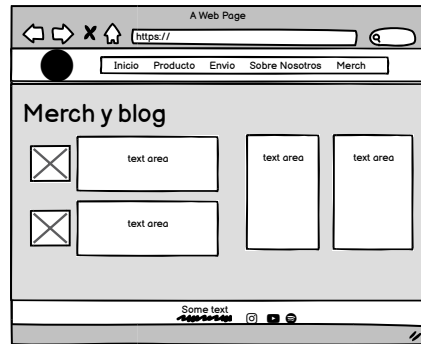 A Web Page
https://
Inicio Producto Envio Sobre Nosotros Merch
Merch y blog
text area
text area
text area
text area
Some text